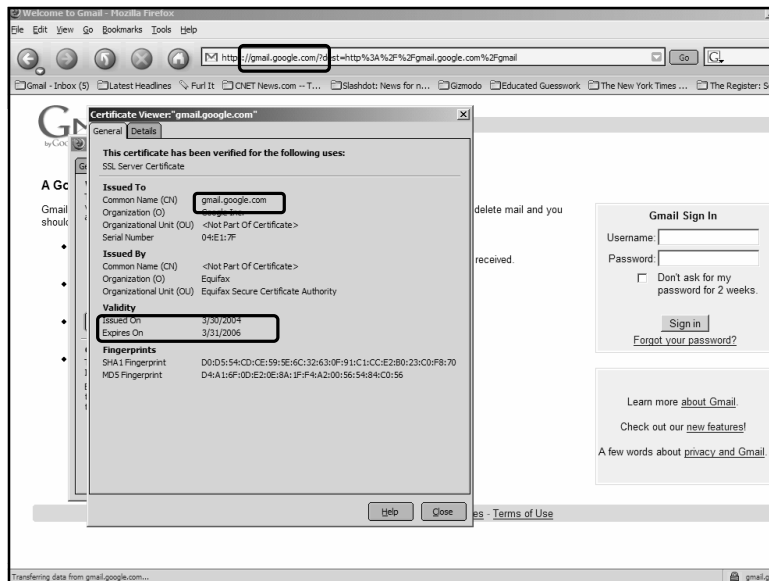 Welcome to Gmail - Mozilla Firefox
File Edit View Go Bookmarks Tools Help
http://gmail.google.com/?dest=http%3A%2F%2Fgmail.google.com%2Fgmail
Go
G
Gmail - Inbox (5) Latest Headlines Furl It CNET News.com -- T... Slashdot: News for n... Gizmodo Educated Guesswork The New York Times ... The Register: S
by
Certificate Viewer:"gmail.google.com"
General Details
This certificate has been verified for the following uses:
SSL Server Certificate
Issued To
Common Name (CN) gmail.google.com
Organization (O) Google Inc.
Organizational Unit (OU) <Not Part Of Certificate>
Serial Number 04:E1:7F
Issued By
Common Name (CN) <Not Part Of Certificate>
Organization (O) Equifax
Organizational Unit (OU) Equifax Secure Certificate Authority
Validity
Issued On 3/30/2004
Expires On 3/31/2006
Fingerprints
SHA1 Fingerprint D0:D5:54:CD:CE:59:5E:6C:32:63:0F:91:C1:CC:E2:B0:23:C0:F8:70
MD5 Fingerprint D4:A1:6F:0D:E2:0E:8A:1F:F4:A2:00:56:54:84:C0:56
Help Close
A Go
Gmail
delete mail and you
received.
Gmail Sign In
Username:
Password:
Don't ask for my
password for 2 weeks.
Sign in
Forgot your password?
Learn more about Gmail.
Check out our new features!
A few words about privacy and Gmail.
es - Terms of Use
Transferring data from gmail.google.com...
gmail.g